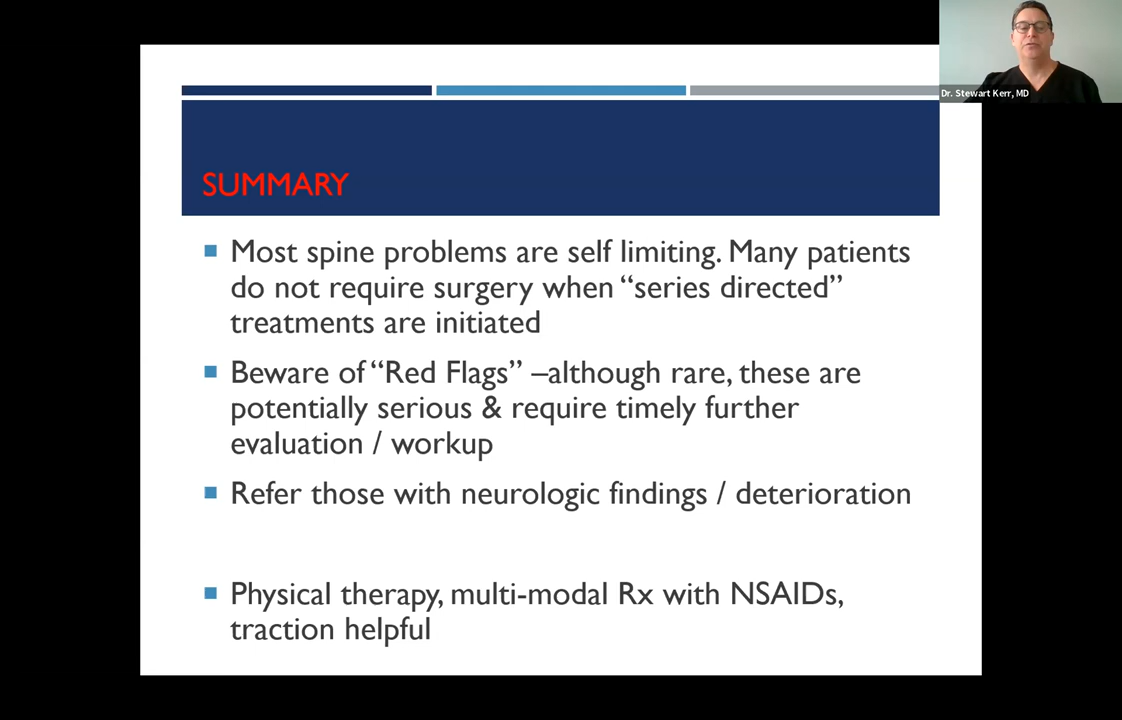 Dr. Stewart Kerr, MD
SUMMARY
Most spine problems are self limiting. Many patients
do not require surgery when “series directed”
treatments are initiated
Beware of “Red Flags” –although rare, these are
potentially serious & require timely further
evaluation / workup
Refer those with neurologic findings / deterioration
Physical therapy, multi-modal Rx with NSAIDs,
traction helpful